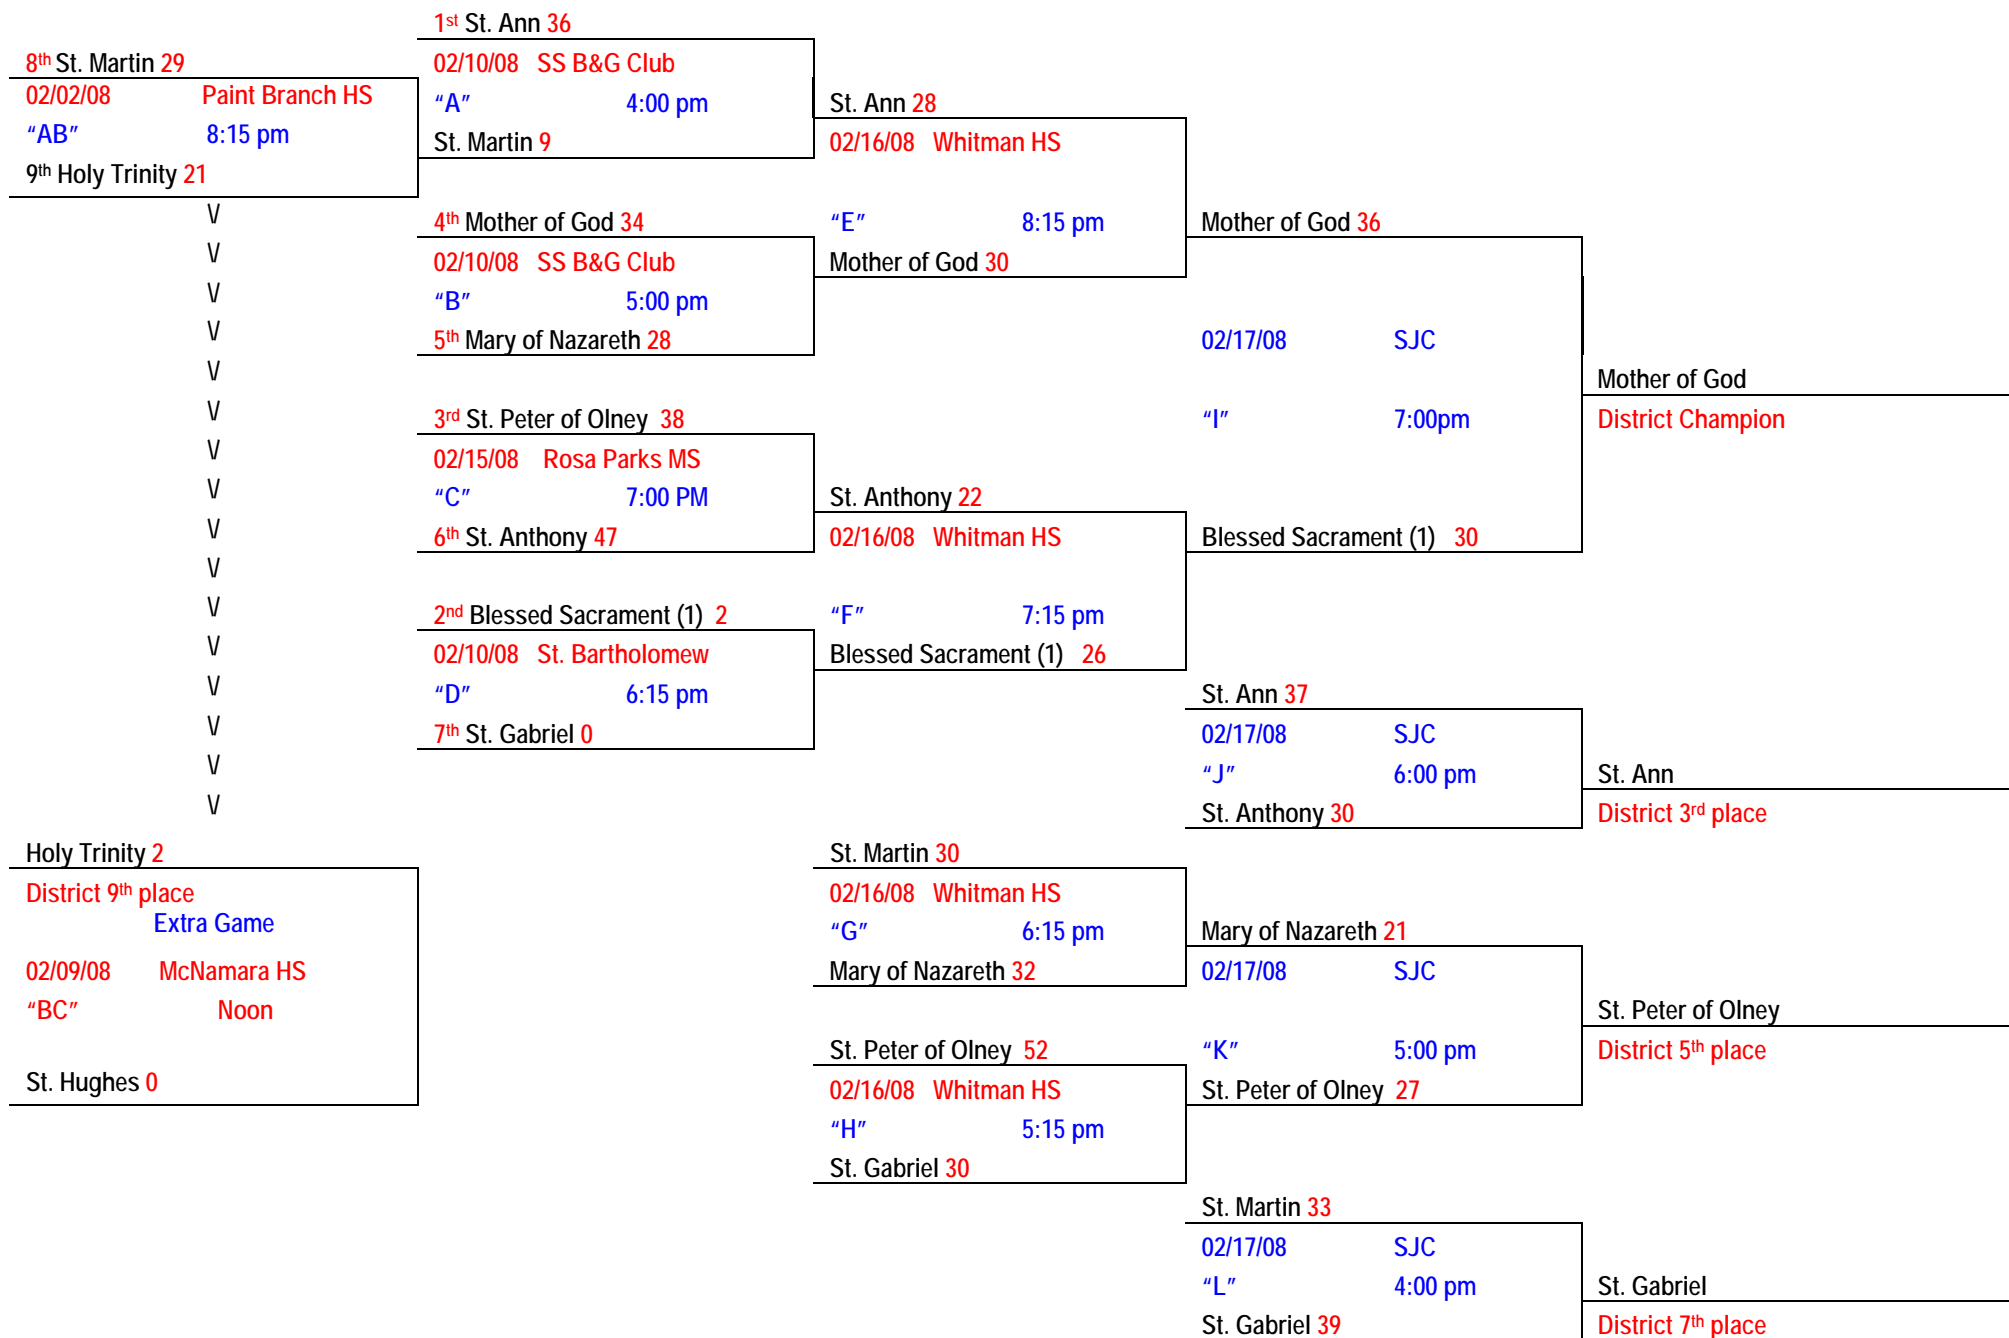 1st St. Ann 36
8th St. Martin 29
02/10/08 SS B&G Club
02/02/08 Paint Branch HS
"A" 4:00 pm
St. Ann 28
"AB" 8:15 pm
St. Martin 9
02/16/08 Whitman HS
9th Holy Trinity 21
\/
4th Mother of God 34
"E" 8:15 pm
Mother of God 36
\/
02/10/08 SS B&G Club
Mother of God 30
\/
"B" 5:00 pm
\/
5th Mary of Nazareth 28
02/17/08 SJC
\/
Mother of God
\/
3rd St. Peter of Olney 38
"I" 7:00pm
District Champion
\/
02/15/08 Rosa Parks MS
\/
"C" 7:00 PM
St. Anthony 22
\/
6th St. Anthony 47
02/16/08 Whitman HS
Blessed Sacrament (1) 30
\/
\/
2nd Blessed Sacrament (1) 2
"F" 7:15 pm
\/
02/10/08 St. Bartholomew
Blessed Sacrament (1) 26
\/
"D" 6:15 pm
St. Ann 37
\/
7th St. Gabriel 0
02/17/08 SJC
\/
"J" 6:00 pm
St. Ann
\/
St. Anthony 30
District 3rd place
Holy Trinity 2
St. Martin 30
District 9th place
02/16/08 Whitman HS
Extra Game
"G" 6:15 pm
Mary of Nazareth 21
02/09/08 McNamara HS
Mary of Nazareth 32
02/17/08 SJC
"BC" Noon
St. Peter of Olney
St. Peter of Olney 52
"K" 5:00 pm
District 5th place
St. Hughes 0
02/16/08 Whitman HS
St. Peter of Olney 27
"H" 5:15 pm
St. Gabriel 30
St. Martin 33
02/17/08 SJC
"L" 4:00 pm
St. Gabriel
St. Gabriel 39
District 7th place